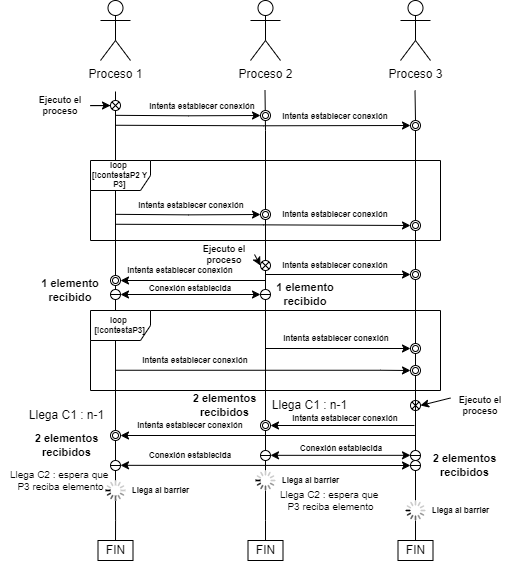 Proceso 1
Proceso 2
Proceso 3
Ejecuto el
proceso
Intenta establecer conexión
Intenta establecer conexión
loop
[!contestaP2 Y
P3]
Intenta establecer conexión
Intenta establecer conexión
Ejecuto el
proceso
Intenta establecer conexión
Intenta establecer conexión
1 elemento
recibido
Conexión establecida
1 elemento
recibido
loop
[!contestaP3]
Intenta establecer conexión
Intenta establecer conexión
2 elementos
recibidos
Ejecuto el
proceso
Llega C1 : n-1
Llega C1 : n-1
Intenta establecer conexión
Intenta establecer conexión
2 elementos
recibidos
Conexión establecida
Conexión establecida
2 elementos
recibidos
Llega C2 : espera que
P3 reciba elemento
Llega al barrier
Llega al barrier
Llega C2 : espera que
P3 reciba elemento
Llega al barrier
FIN
FIN
FIN